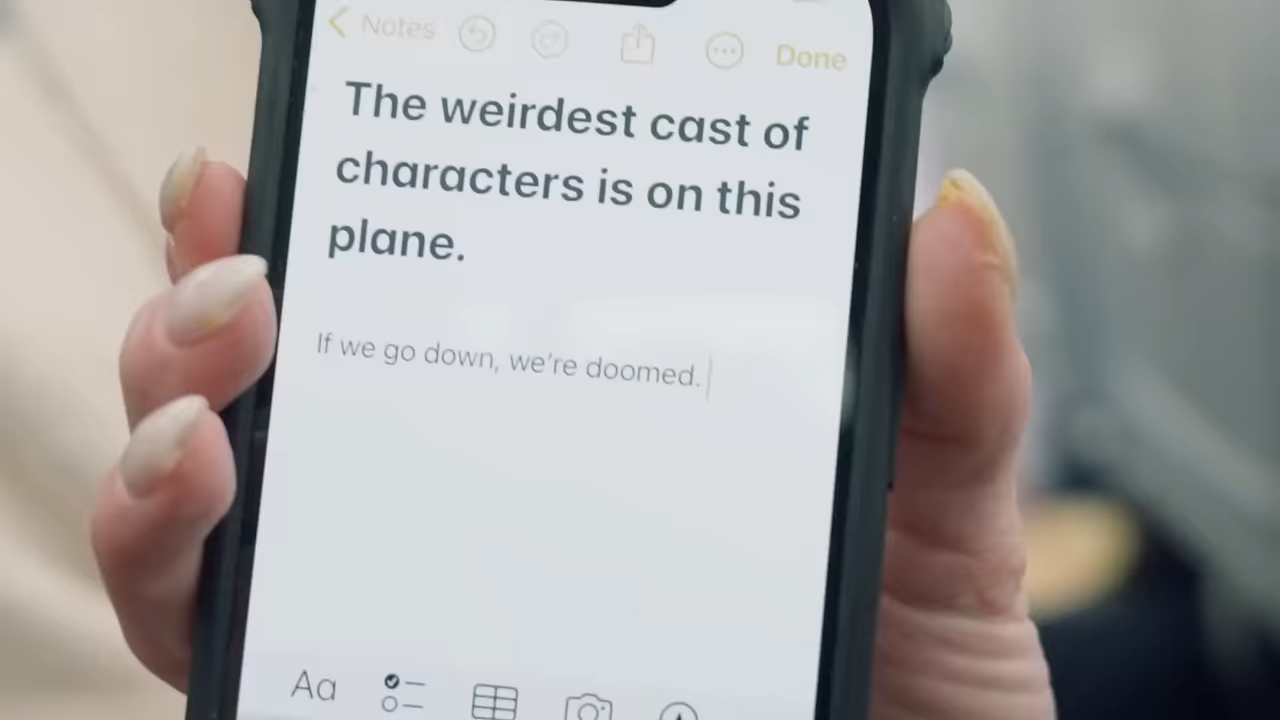 Notes Done
The weirdest cast of
characters is on this
plane.
If we go down, we're doomed.
Aa